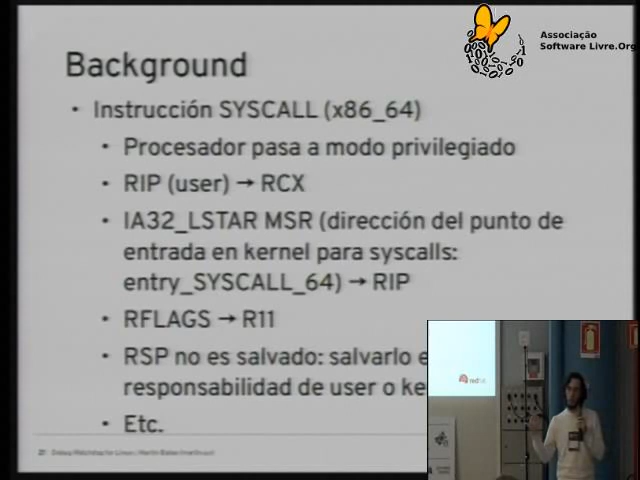 Associação
Software Livre.Org
Background
• Instrucción SYSCALL (x86_64)
• Procesador pasa a modo privilegiado
• RIP (user) → RCX
• IA32_LSTAR MSR (dirección del punto de
entrada en kernel para syscalls:
entry_SYSCALL_64) → RIP
• RFLAGS → R11
• RSP no es salvado: salvarlo e
responsabilidad de user o ke
• Etc.
redhat